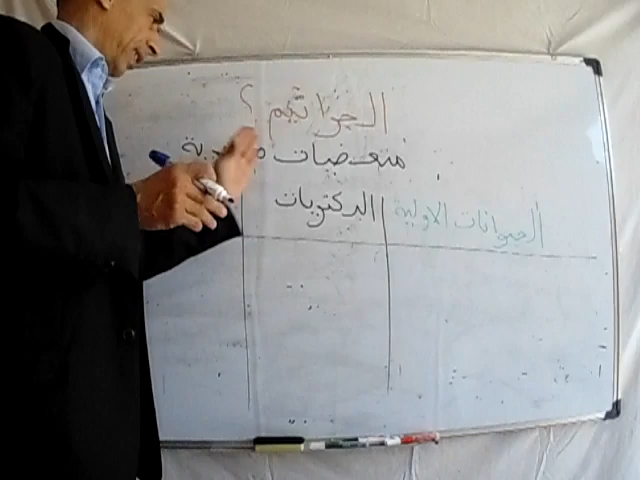 الجراثيم ؟
متعضيات
الحيوانات الاولية
البكتريات